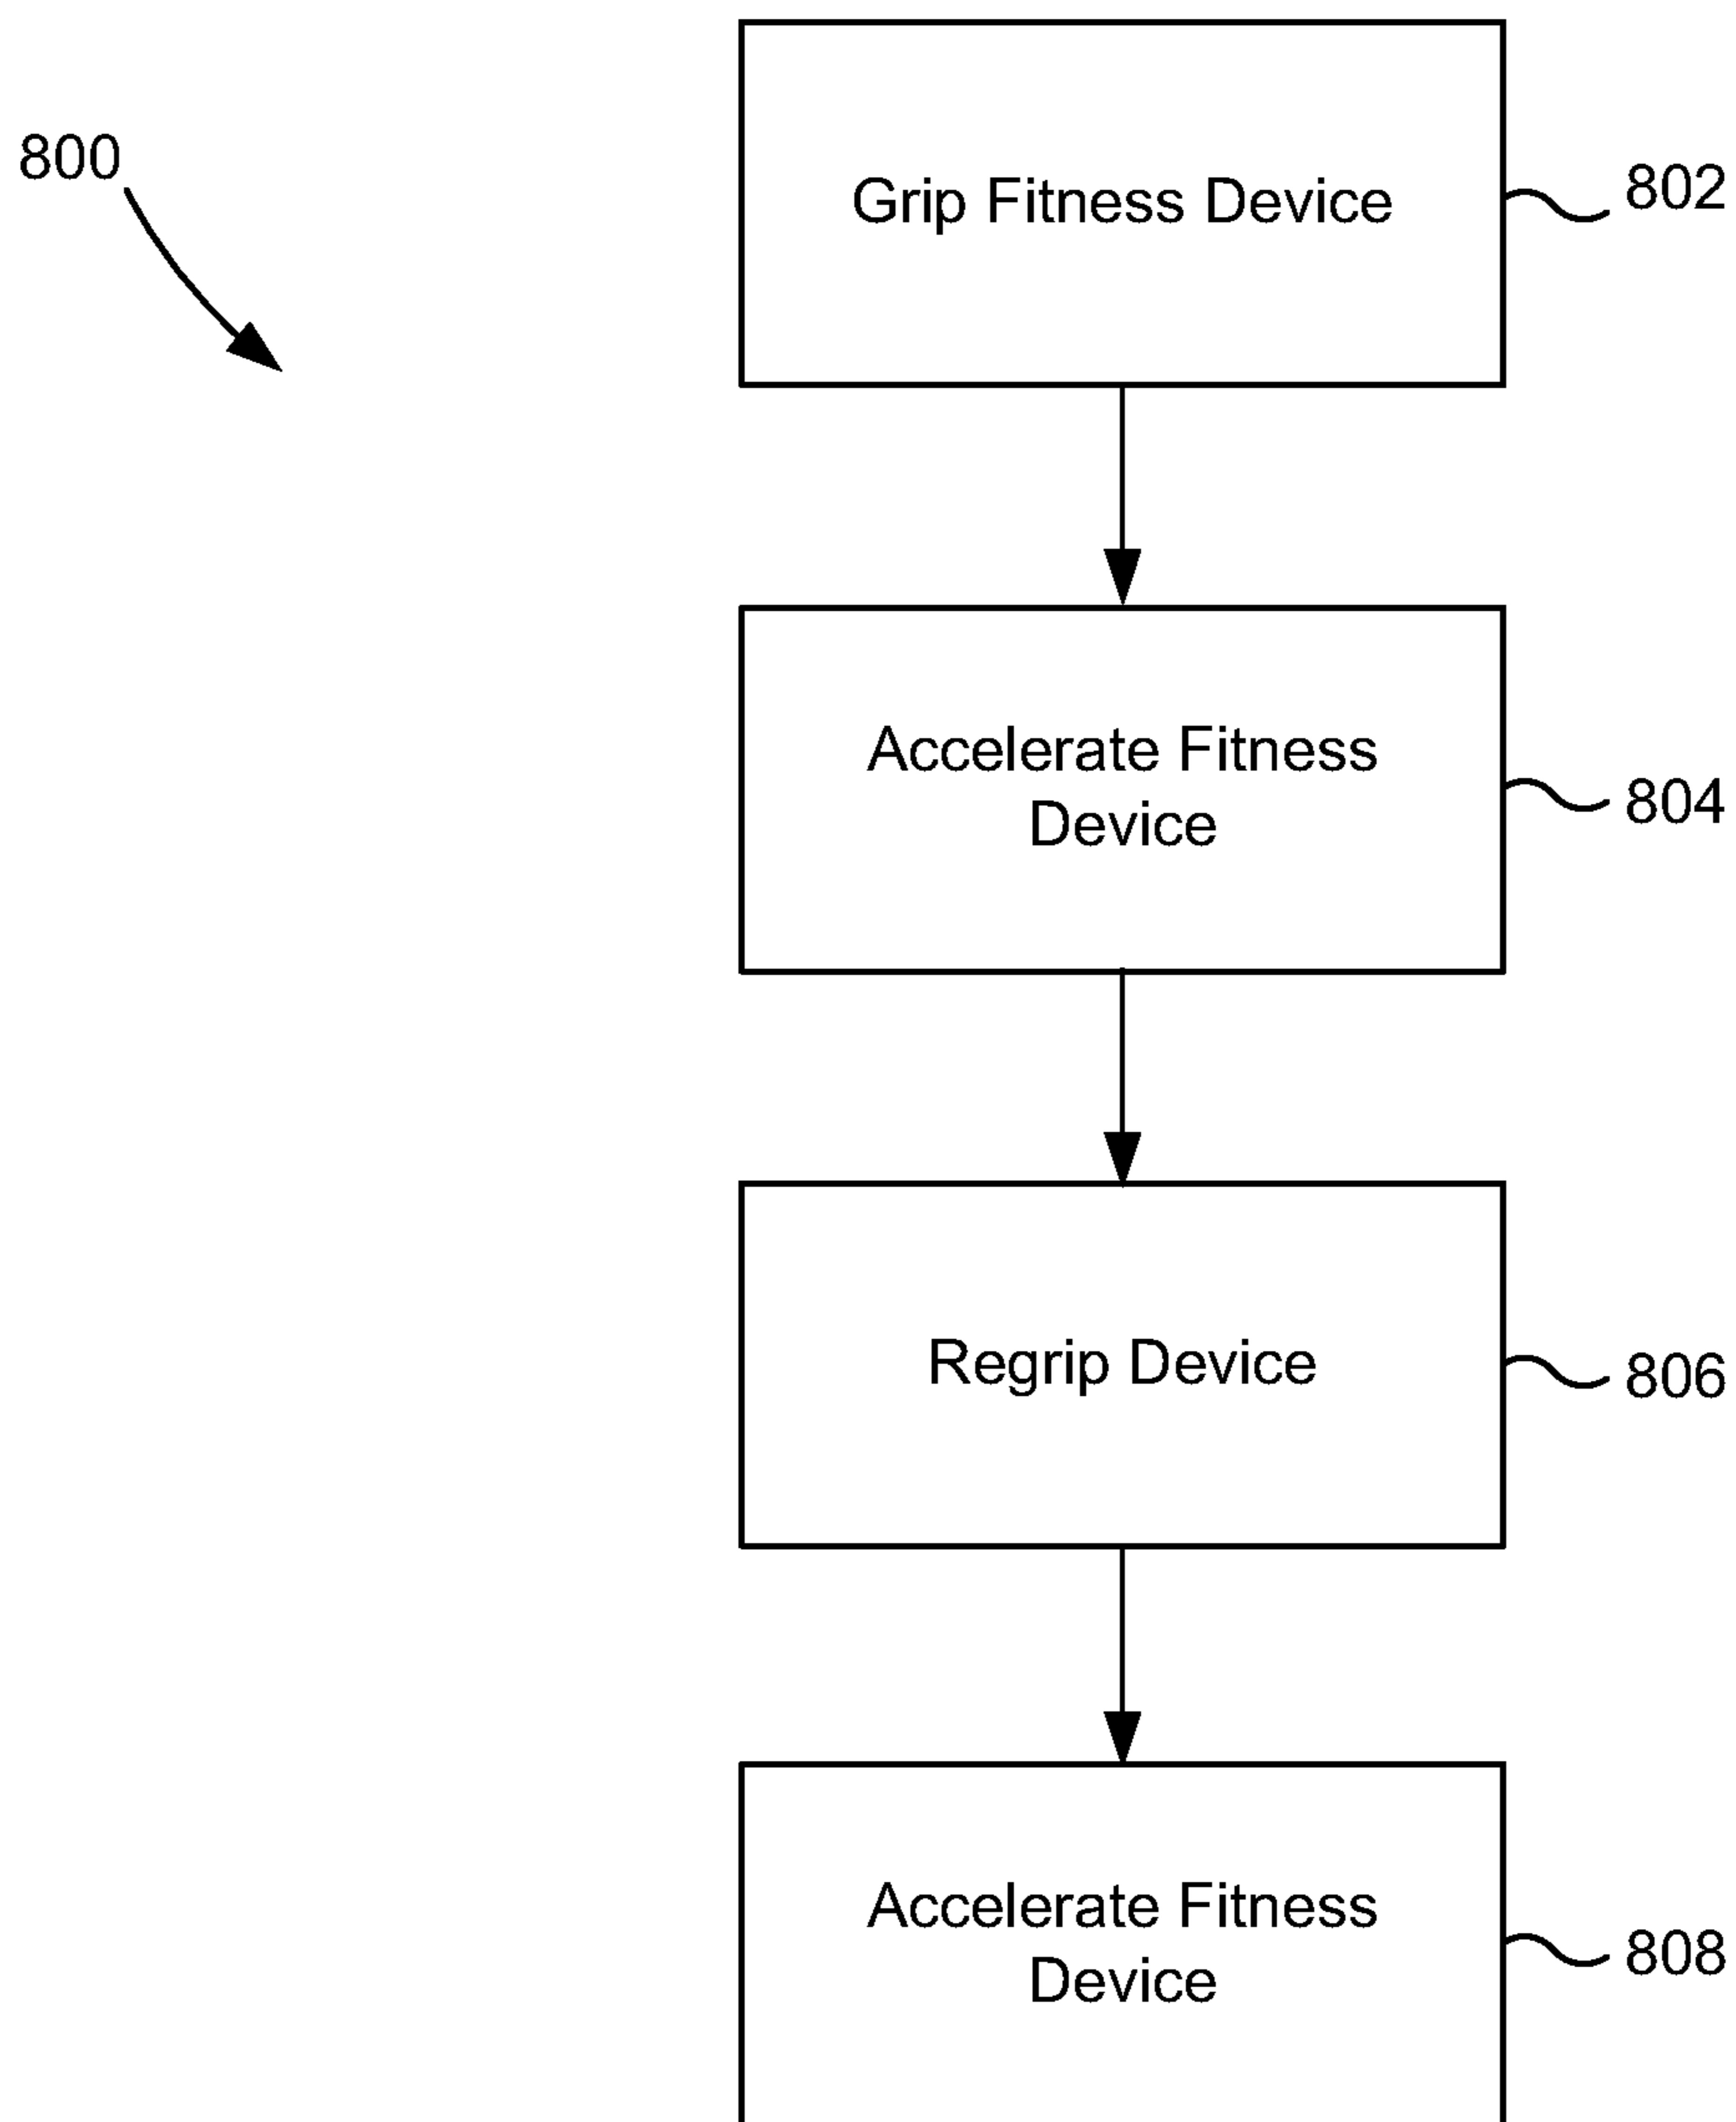 800
Grip Fitness Device
802
Accelerate Fitness
Device
804
Regrip Device
806
Accelerate Fitness
Device
808